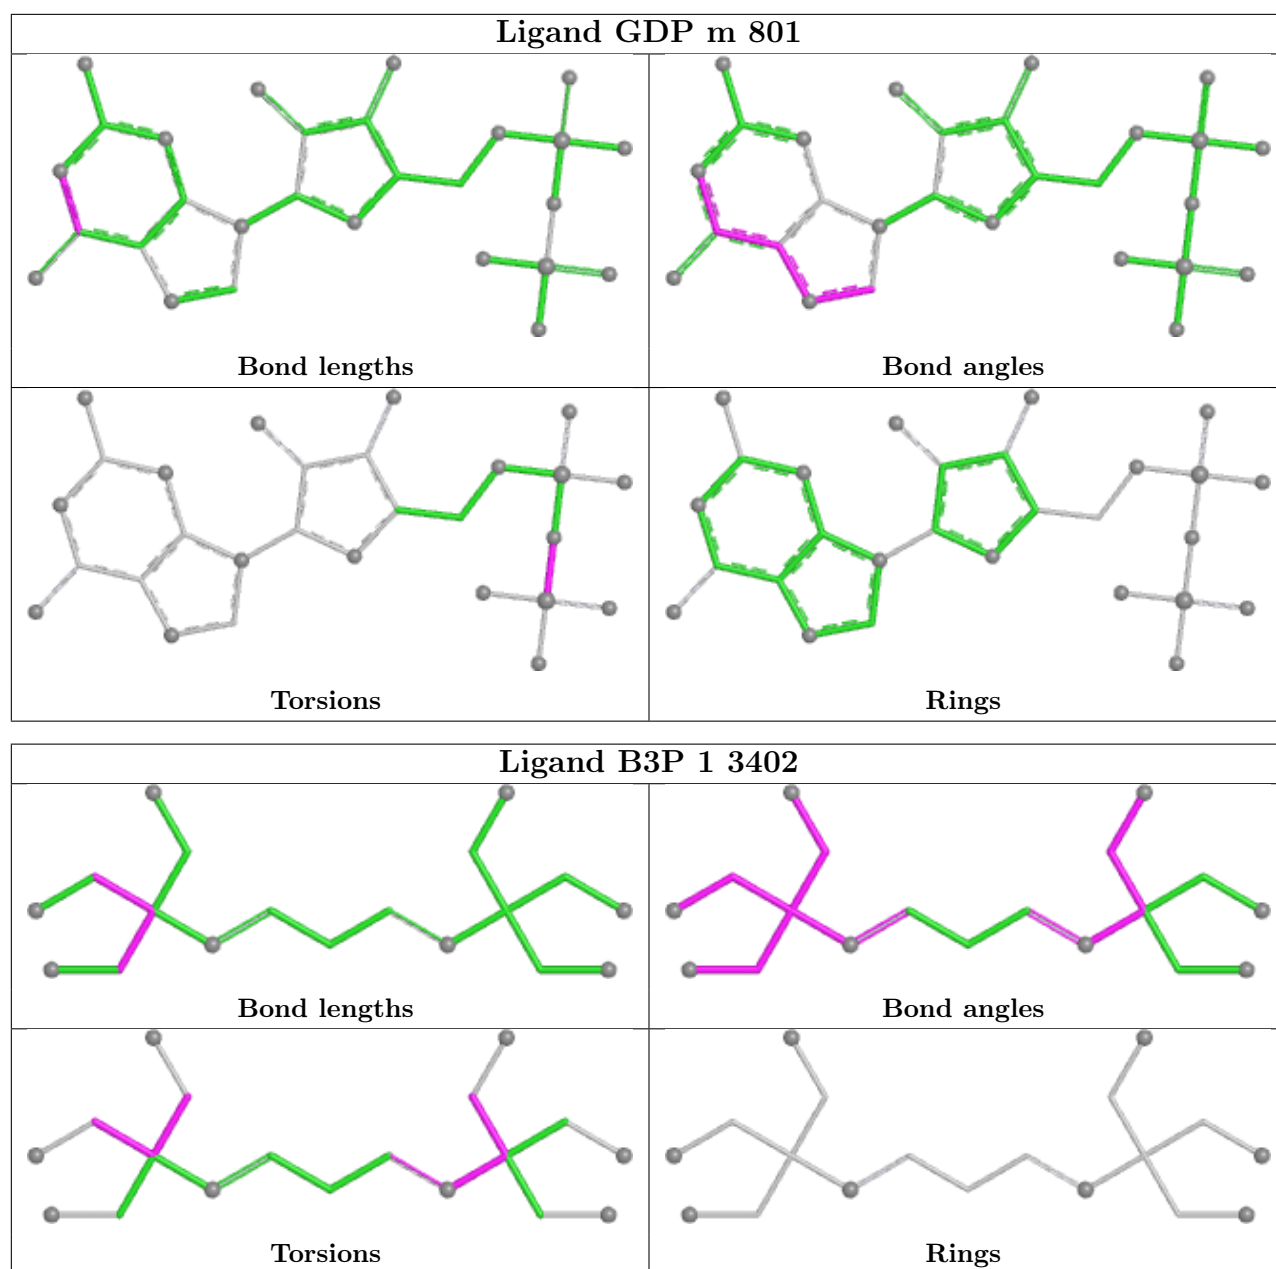 Ligand GDP m 801
Bond lengths
Bond angles
Torsions
Rings
Ligand B3P 1 3402
Bond lengths
Bond angles
Torsions
Rings